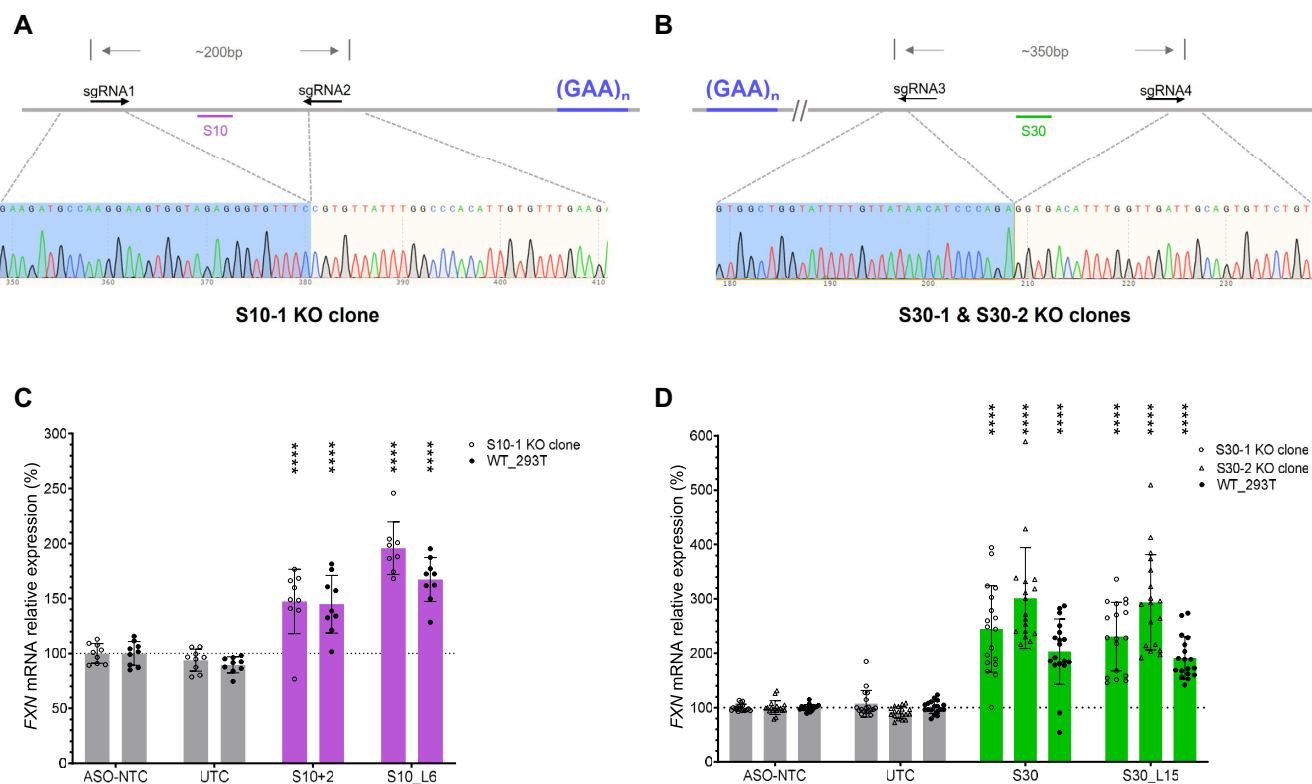 A
~200bp
sgRNA1
sgRNA2
(GAA)n
S10
GAAGATGCCAAGGAAGTGGTAGAGGGTGTTTCCGTGTTATTTGGCCCACATTGTGTTTGAAGA
350 360 370 380 390 400 410
S10-1 KO clone
B
~350bp
(GAA)n
sgRNA3
sgRNA4
S30
GTGGCTGGTATTTTGTTATAACATCCCAGAGGTGACATTTGGTTGATTGCAGTGTTCTGT
180 190 200 210 220 230
S30-1 & S30-2 KO clones
C
FXN mRNA relative expression (%)
300
250
200
150
100
50
0
**** **** **** ****
S10-1 KO clone
WT_293T
ASO-NTC UTC S10+2 S10_L6
D
FXN mRNA relative expression (%)
600
500
400
300
200
100
0
**** **** **** **** **** ****
S30-1 KO clone
S30-2 KO clone
WT_293T
ASO-NTC UTC S30 S30_L15